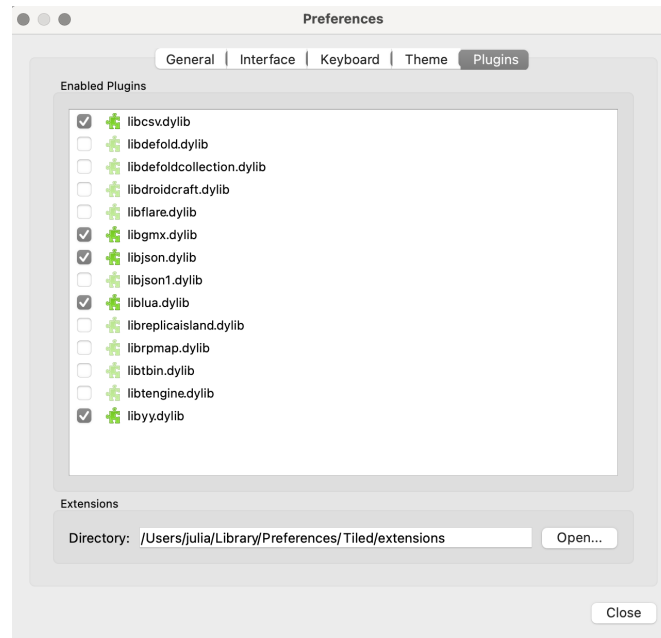 Preferences
General Interface Keyboard Theme Plugins
Enabled Plugins
libcsv.dylib
libdefold.dylib
libdefoldcollection.dylib
libdroidcraft.dylib
libflare.dylib
libgmx.dylib
libjson.dylib
libjson1.dylib
liblua.dylib
libreplicaisland.dylib
librpmap.dylib
libtbin.dylib
libtengine.dylib
libyy.dylib
Extensions
Directory: /Users/julia/Library/Preferences/Tiled/extensions Open...
Close